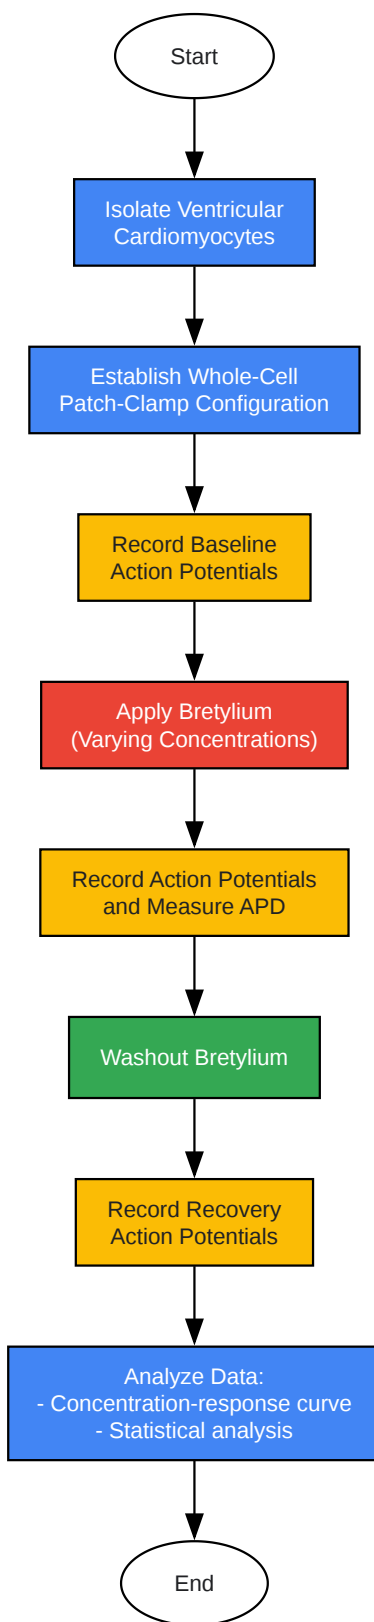 Start
Isolate Ventricular
Cardiomyocytes
Establish Whole-Cell
Patch-Clamp Configuration
Record Baseline
Action Potentials
Apply Bretylium
(Varying Concentrations)
Record Action Potentials
and Measure APD
Washout Bretylium
Record Recovery
Action Potentials
Analyze Data:
- Concentration-response curve
- Statistical analysis
End